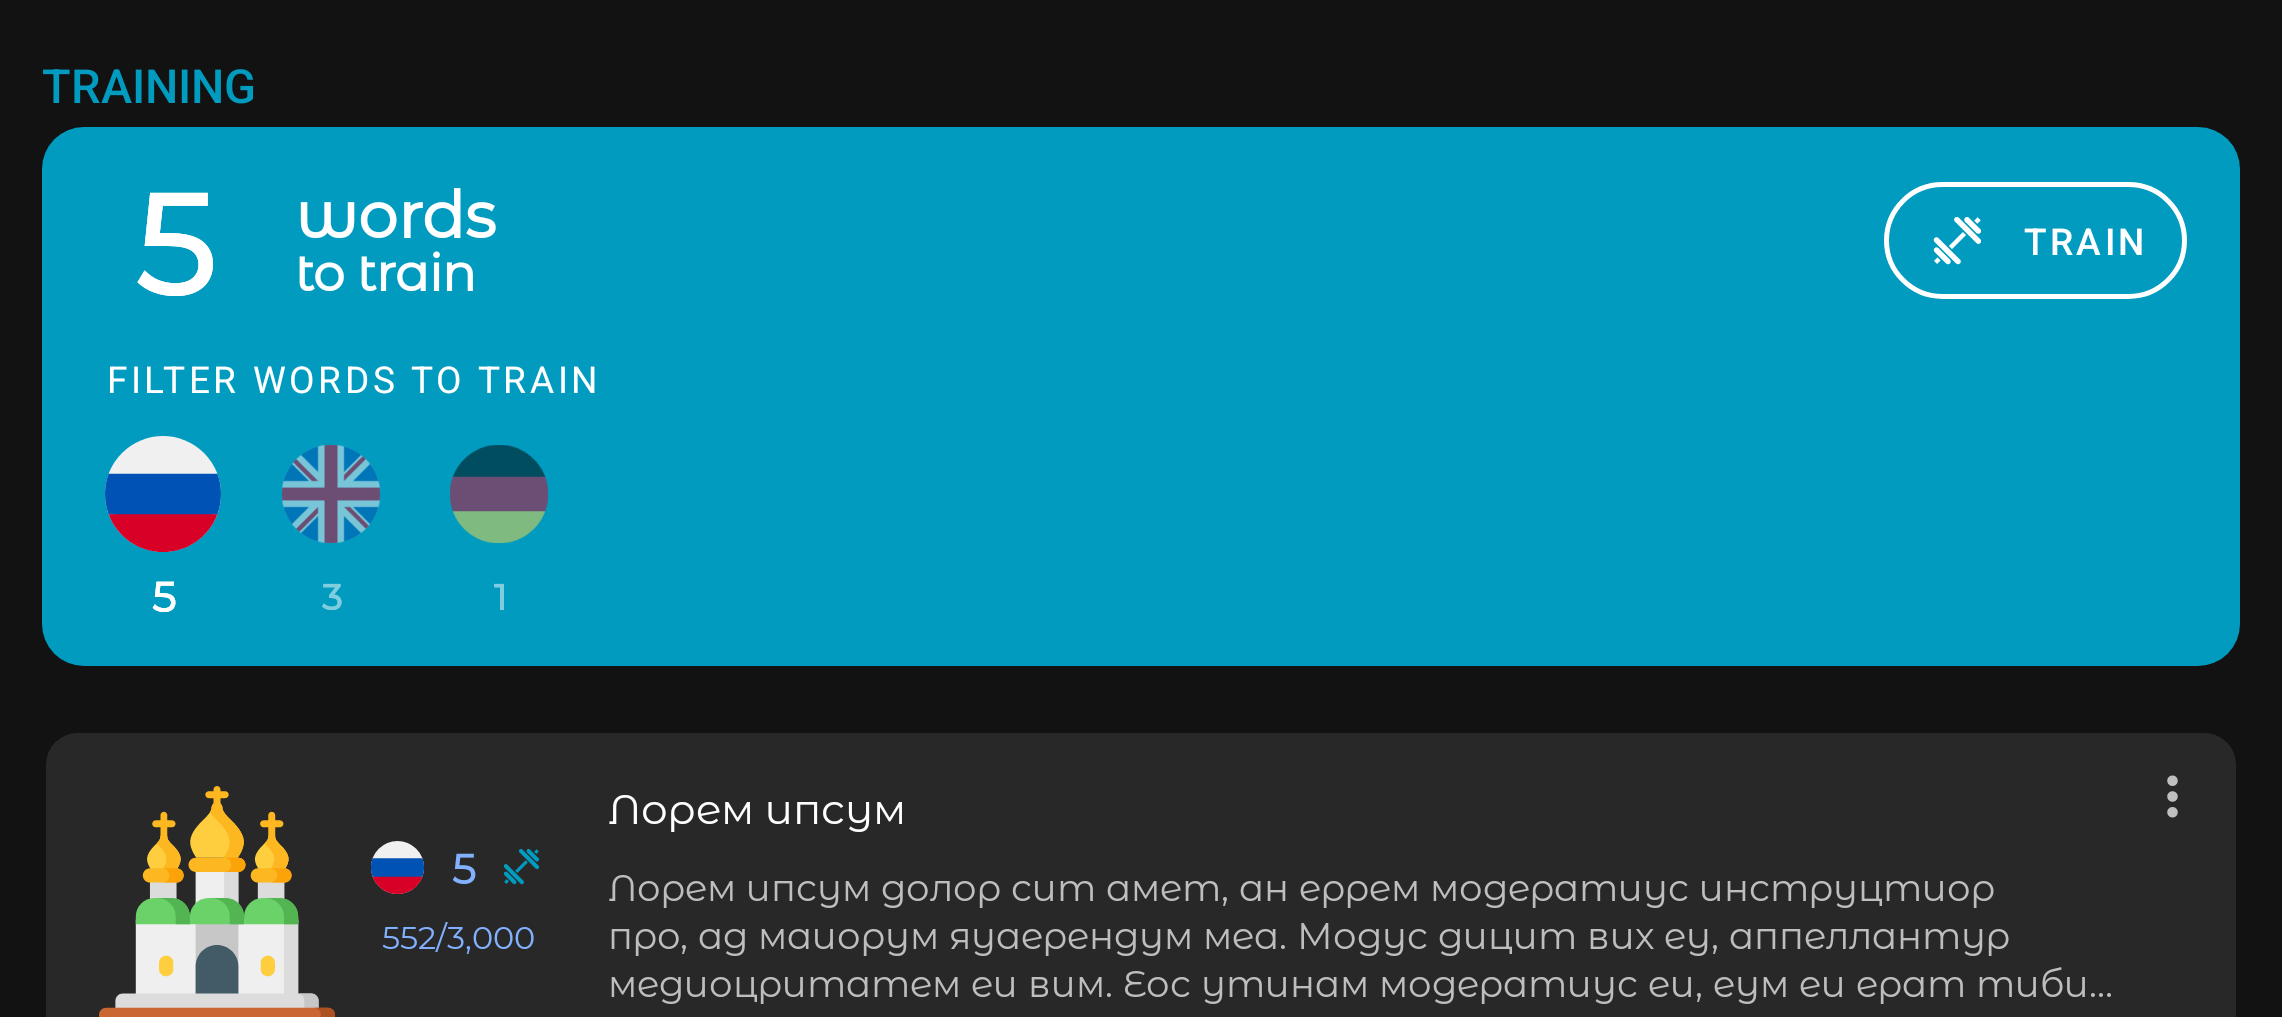 TRAINING
5
words
to train
TRAIN
FILTER WORDS TO TRAIN
5
3
1
Лорем ипсум
5
552/3,000
Лорем ипсум долор сит амет, ан еррем модератиус инструцтиор
про, ад маиорум яуаерендум меа. Модус дицит вих еу, аппеллантур
медиоцритатем еи вим. Еос утинам модератиус еи, еум еи ерат тиби...